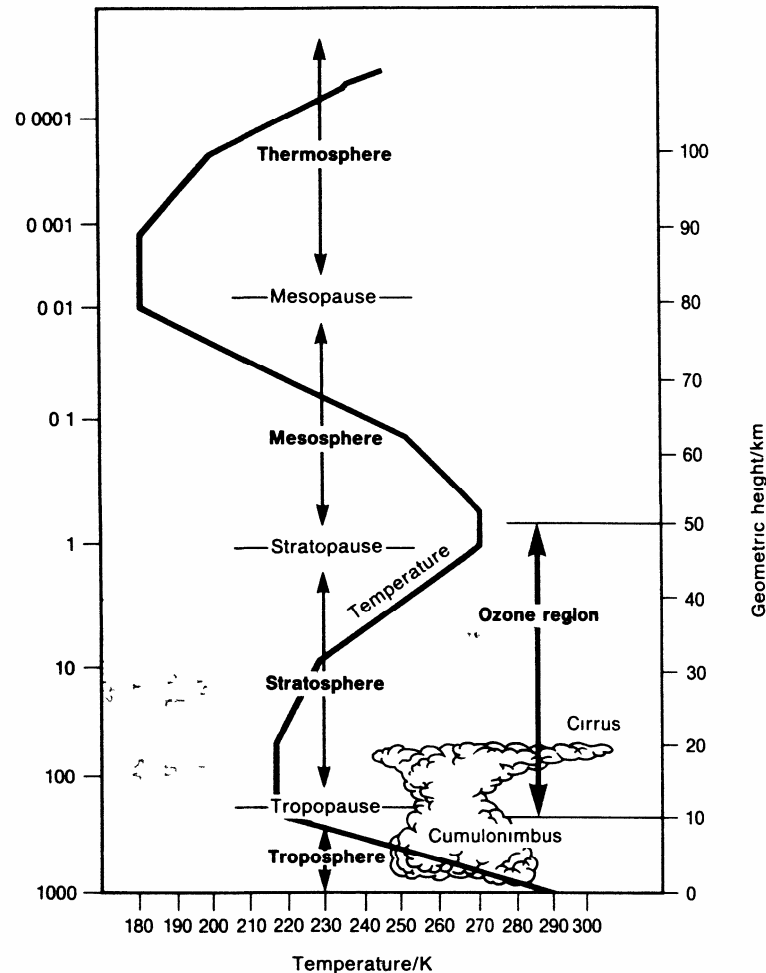 0 0001
Thermosphere
100
0 001
90
Mesopause
0 01
80
70
0 1
Mesosphere
60
50
1
Stratopause
Temperature
40
Ozone region
10
30
Stratosphere
Cirrus
20
100
Tropopause
10
Cumulonimbus
Troposphere
1000
0
Geometric height/km
180 190 200 210 220 230 240 250 260 270 280 290 300
Temperature/K